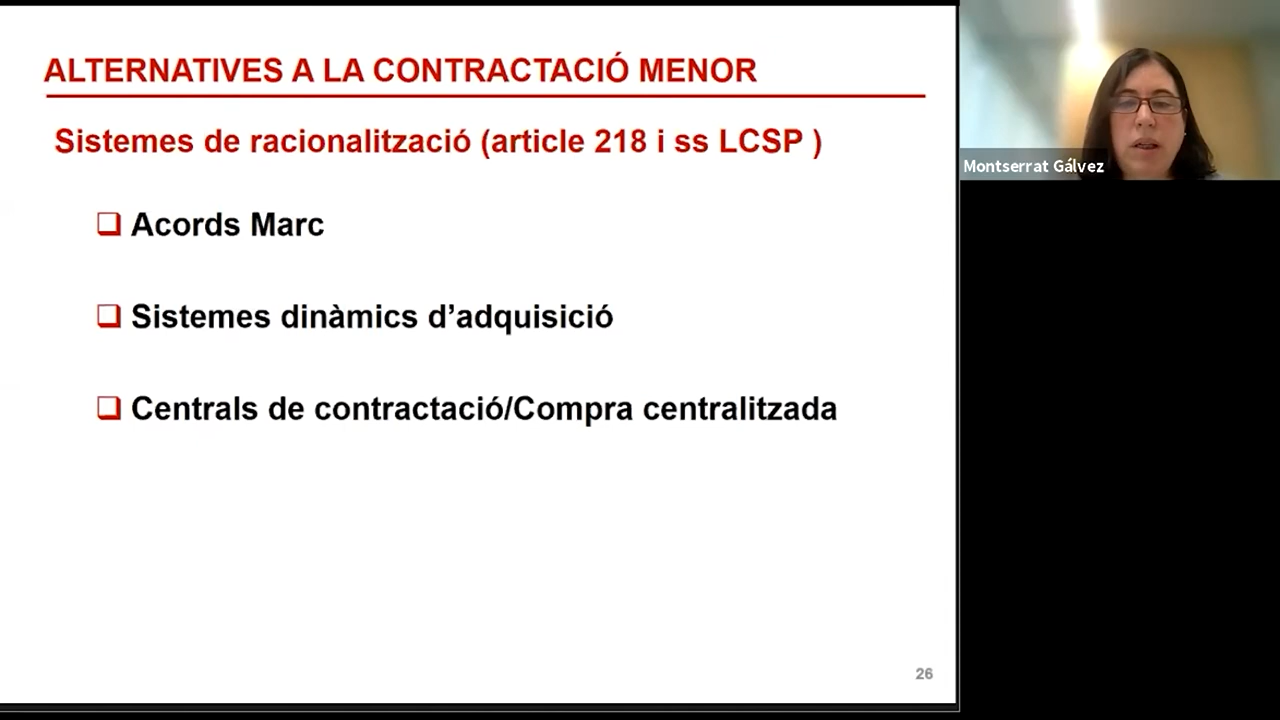 ALTERNATIVES A LA CONTRACTACIÓ MENOR
Sistemes de racionalització (article 218 i ss LCSP )
❑ Acords Marc
❑ Sistemes dinàmics d’adquisició
❑ Centrals de contractació/Compra centralitzada
26
Montserrat Gálvez